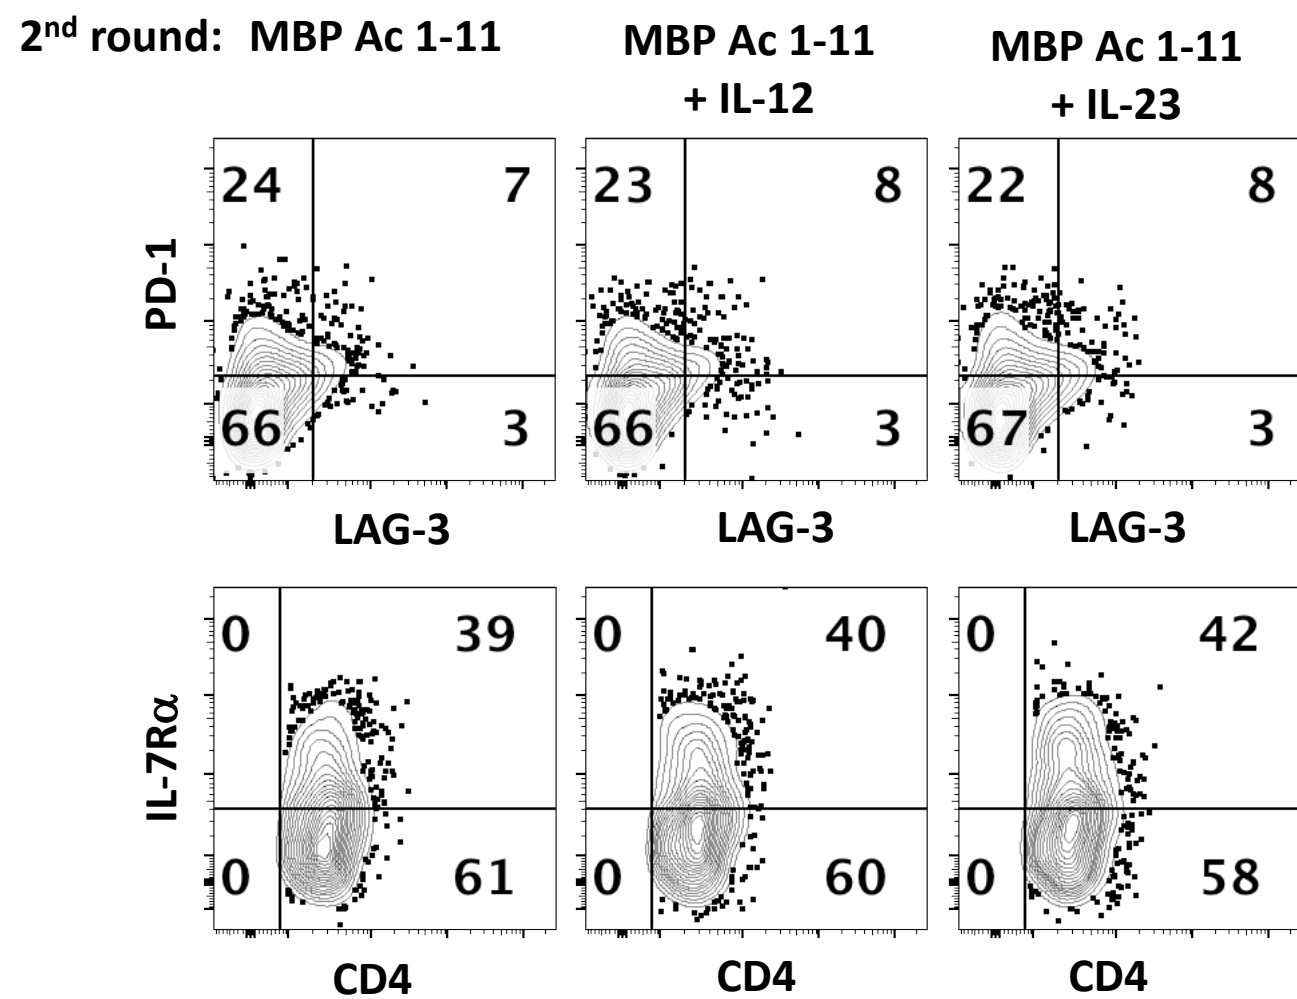 2nd round: MBP Ac 1-11
MBP Ac 1-11
+ IL-12
MBP Ac 1-11
+ IL-23
PD-1
24 7
66 3
LAG-3
23 8
66 3
LAG-3
22 8
67 3
LAG-3
IL-7Rα
0 39
0 61
CD4
0 40
0 60
CD4
0 42
0 58
CD4